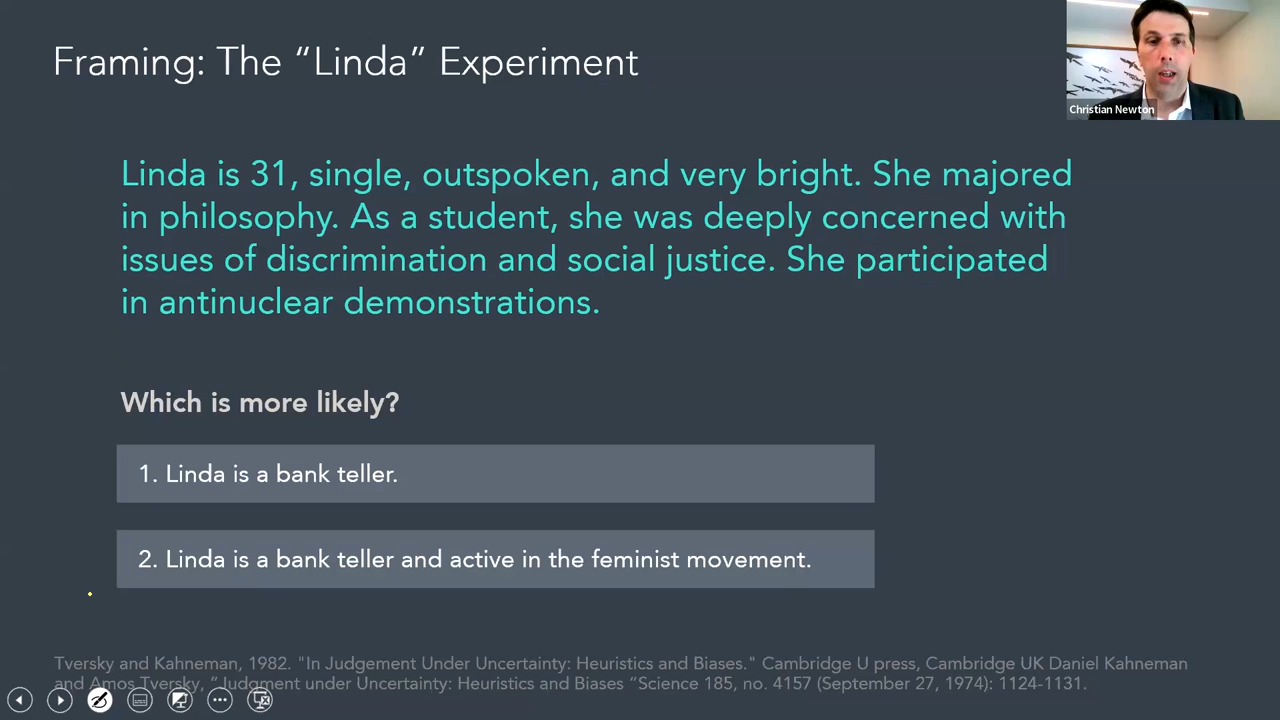 Framing: The “Linda” Experiment
Christian Newton
Linda is 31, single, outspoken, and very bright. She majored
in philosophy. As a student, she was deeply concerned with
issues of discrimination and social justice. She participated
in antinuclear demonstrations.
Which is more likely?
1. Linda is a bank teller.
2. Linda is a bank teller and active in the feminist movement.
Tversky and Kahneman, 1982. "In Judgement Under Uncertainty: Heuristics and Biases." Cambridge U press, Cambridge UK Daniel Kahneman
and Amos Tversky, “Judgment under Uncertainty: Heuristics and Biases “Science 185, no. 4157 (September 27, 1974): 1124-1131.